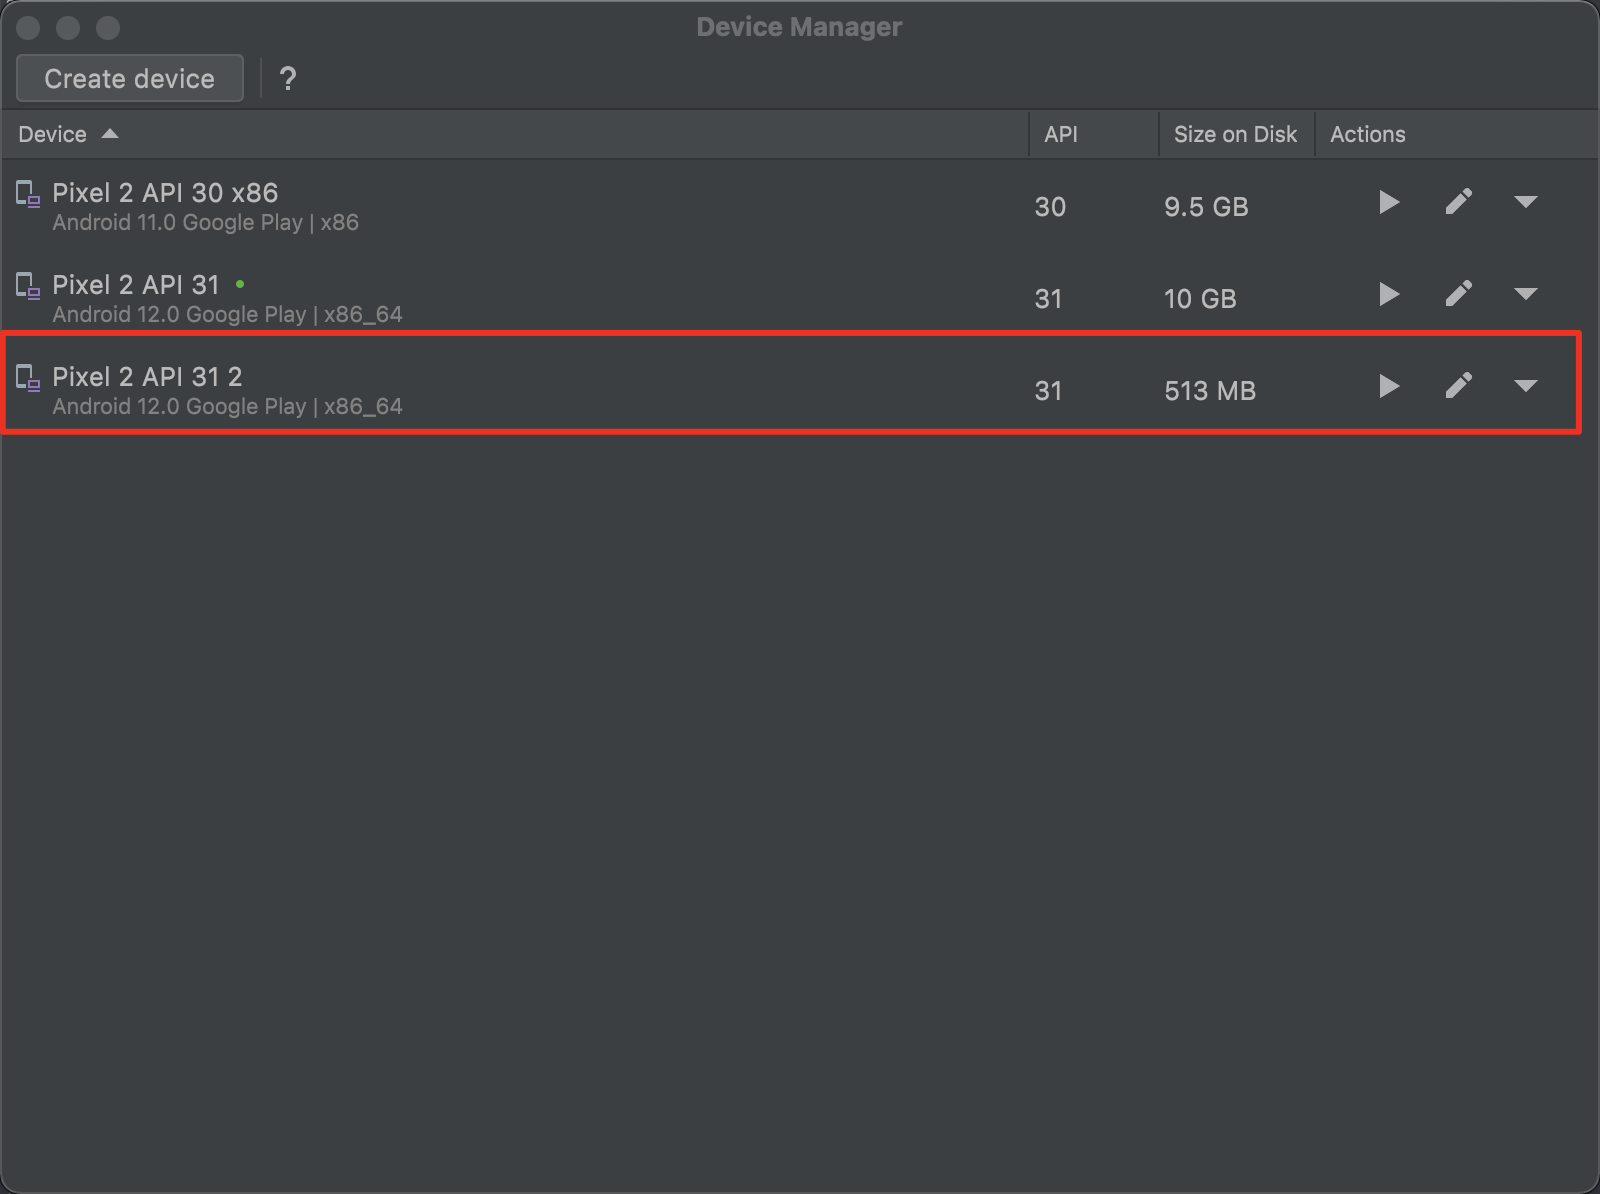 Device Manager
Create device ?
Device API Size on Disk Actions
Pixel 2 API 30 x86
Android 11.0 Google Play | x86
30 9.5 GB
Pixel 2 API 31
Android 12.0 Google Play | x86_64
31 10 GB
Pixel 2 API 31 2
Android 12.0 Google Play | x86_64
31 513 MB